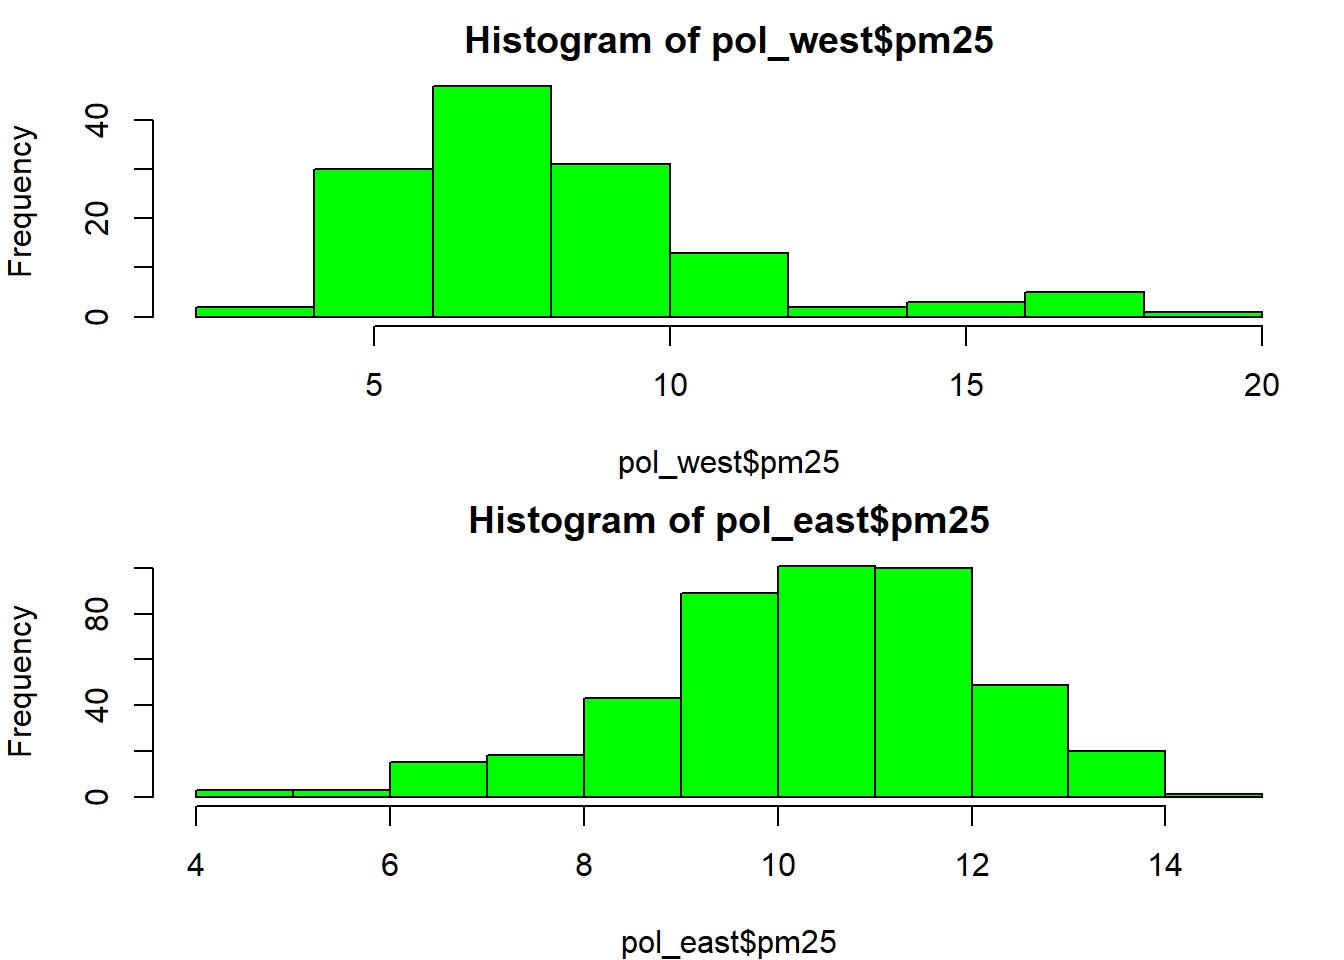 Histogram of pol_west$pm25
Frequency
0 20 40
5 10 15 20
pol_west$pm25
Histogram of pol_east$pm25
Frequency
0 40 80
4 6 8 10 12 14
pol_east$pm25